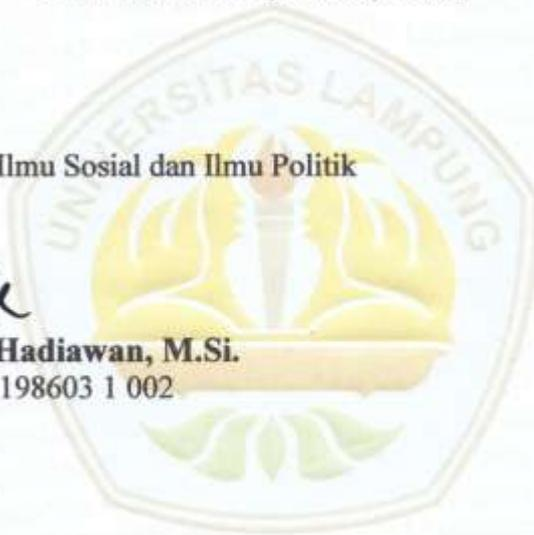 UNIVERSITAS LAMPUNG
Ilmu Sosial dan Ilmu Politik
Hadiawan, M.Si.
198603 1 002